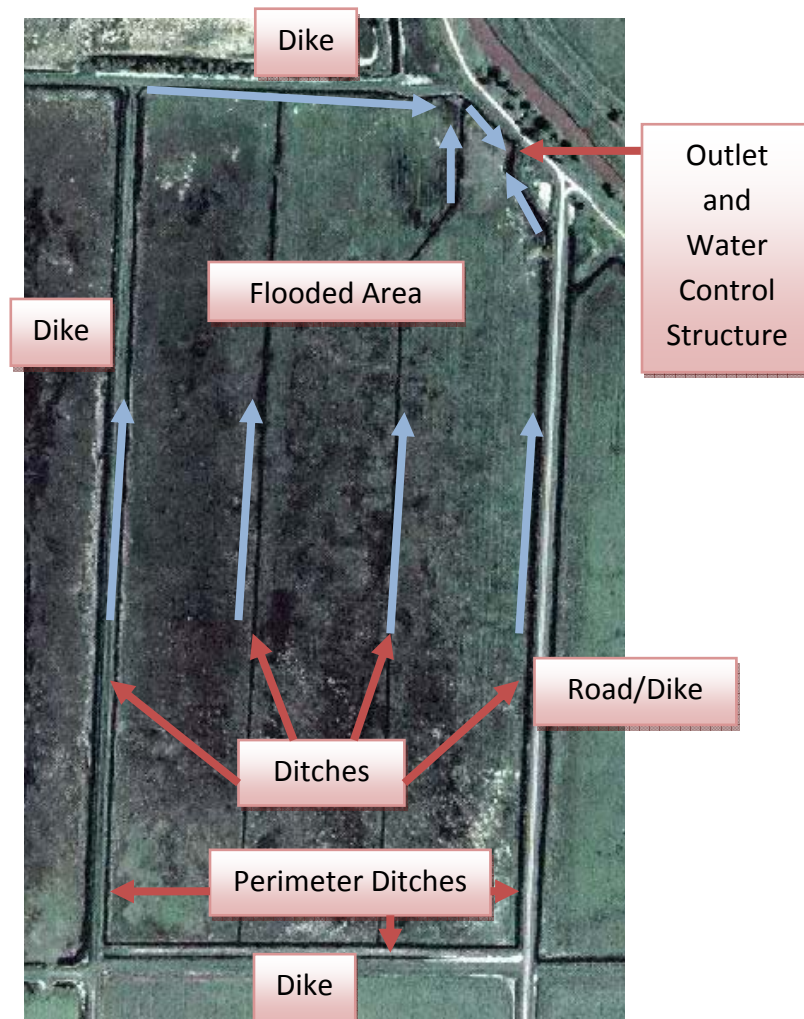 Dike
Outlet
and
Water
Control
Structure
Flooded Area
Dike
Road/Dike
Ditches
Perimeter Ditches
Dike